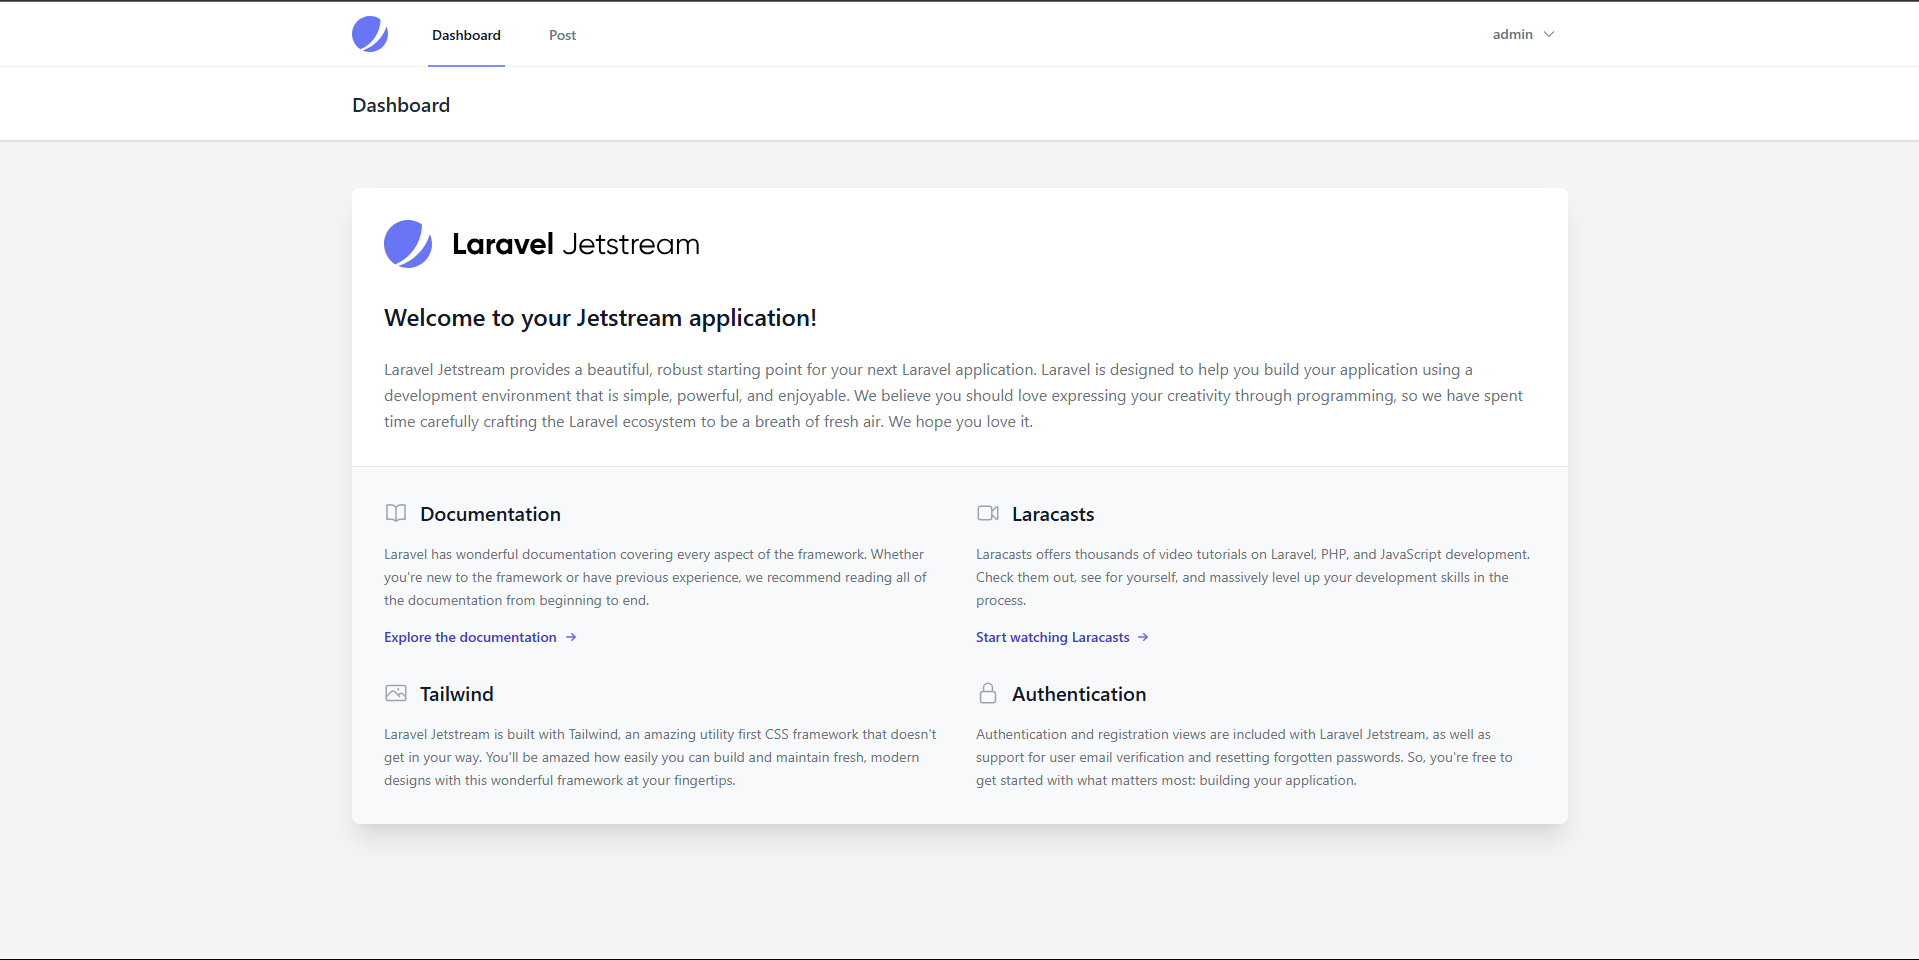 Dashboard
Post
admin
Dashboard
Laravel Jetstream
Welcome to your Jetstream application!
Laravel Jetstream provides a beautiful, robust starting point for your next Laravel application. Laravel is designed to help you build your application using a
development environment that is simple, powerful, and enjoyable. We believe you should love expressing your creativity through programming, so we have spent
time carefully crafting the Laravel ecosystem to be a breath of fresh air. We hope you love it.
Documentation
Laravel has wonderful documentation covering every aspect of the framework. Whether
you're new to the framework or have previous experience, we recommend reading all of
the documentation from beginning to end.
Explore the documentation →
Laracasts
Laracasts offers thousands of video tutorials on Laravel, PHP, and JavaScript development.
Check them out, see for yourself, and massively level up your development skills in the
process.
Start watching Laracasts →
Tailwind
Laravel Jetstream is built with Tailwind, an amazing utility first CSS framework that doesn't
get in your way. You'll be amazed how easily you can build and maintain fresh, modern
designs with this wonderful framework at your fingertips.
Authentication
Authentication and registration views are included with Laravel Jetstream, as well as
support for user email verification and resetting forgotten passwords. So, you're free to
get started with what matters most: building your application.